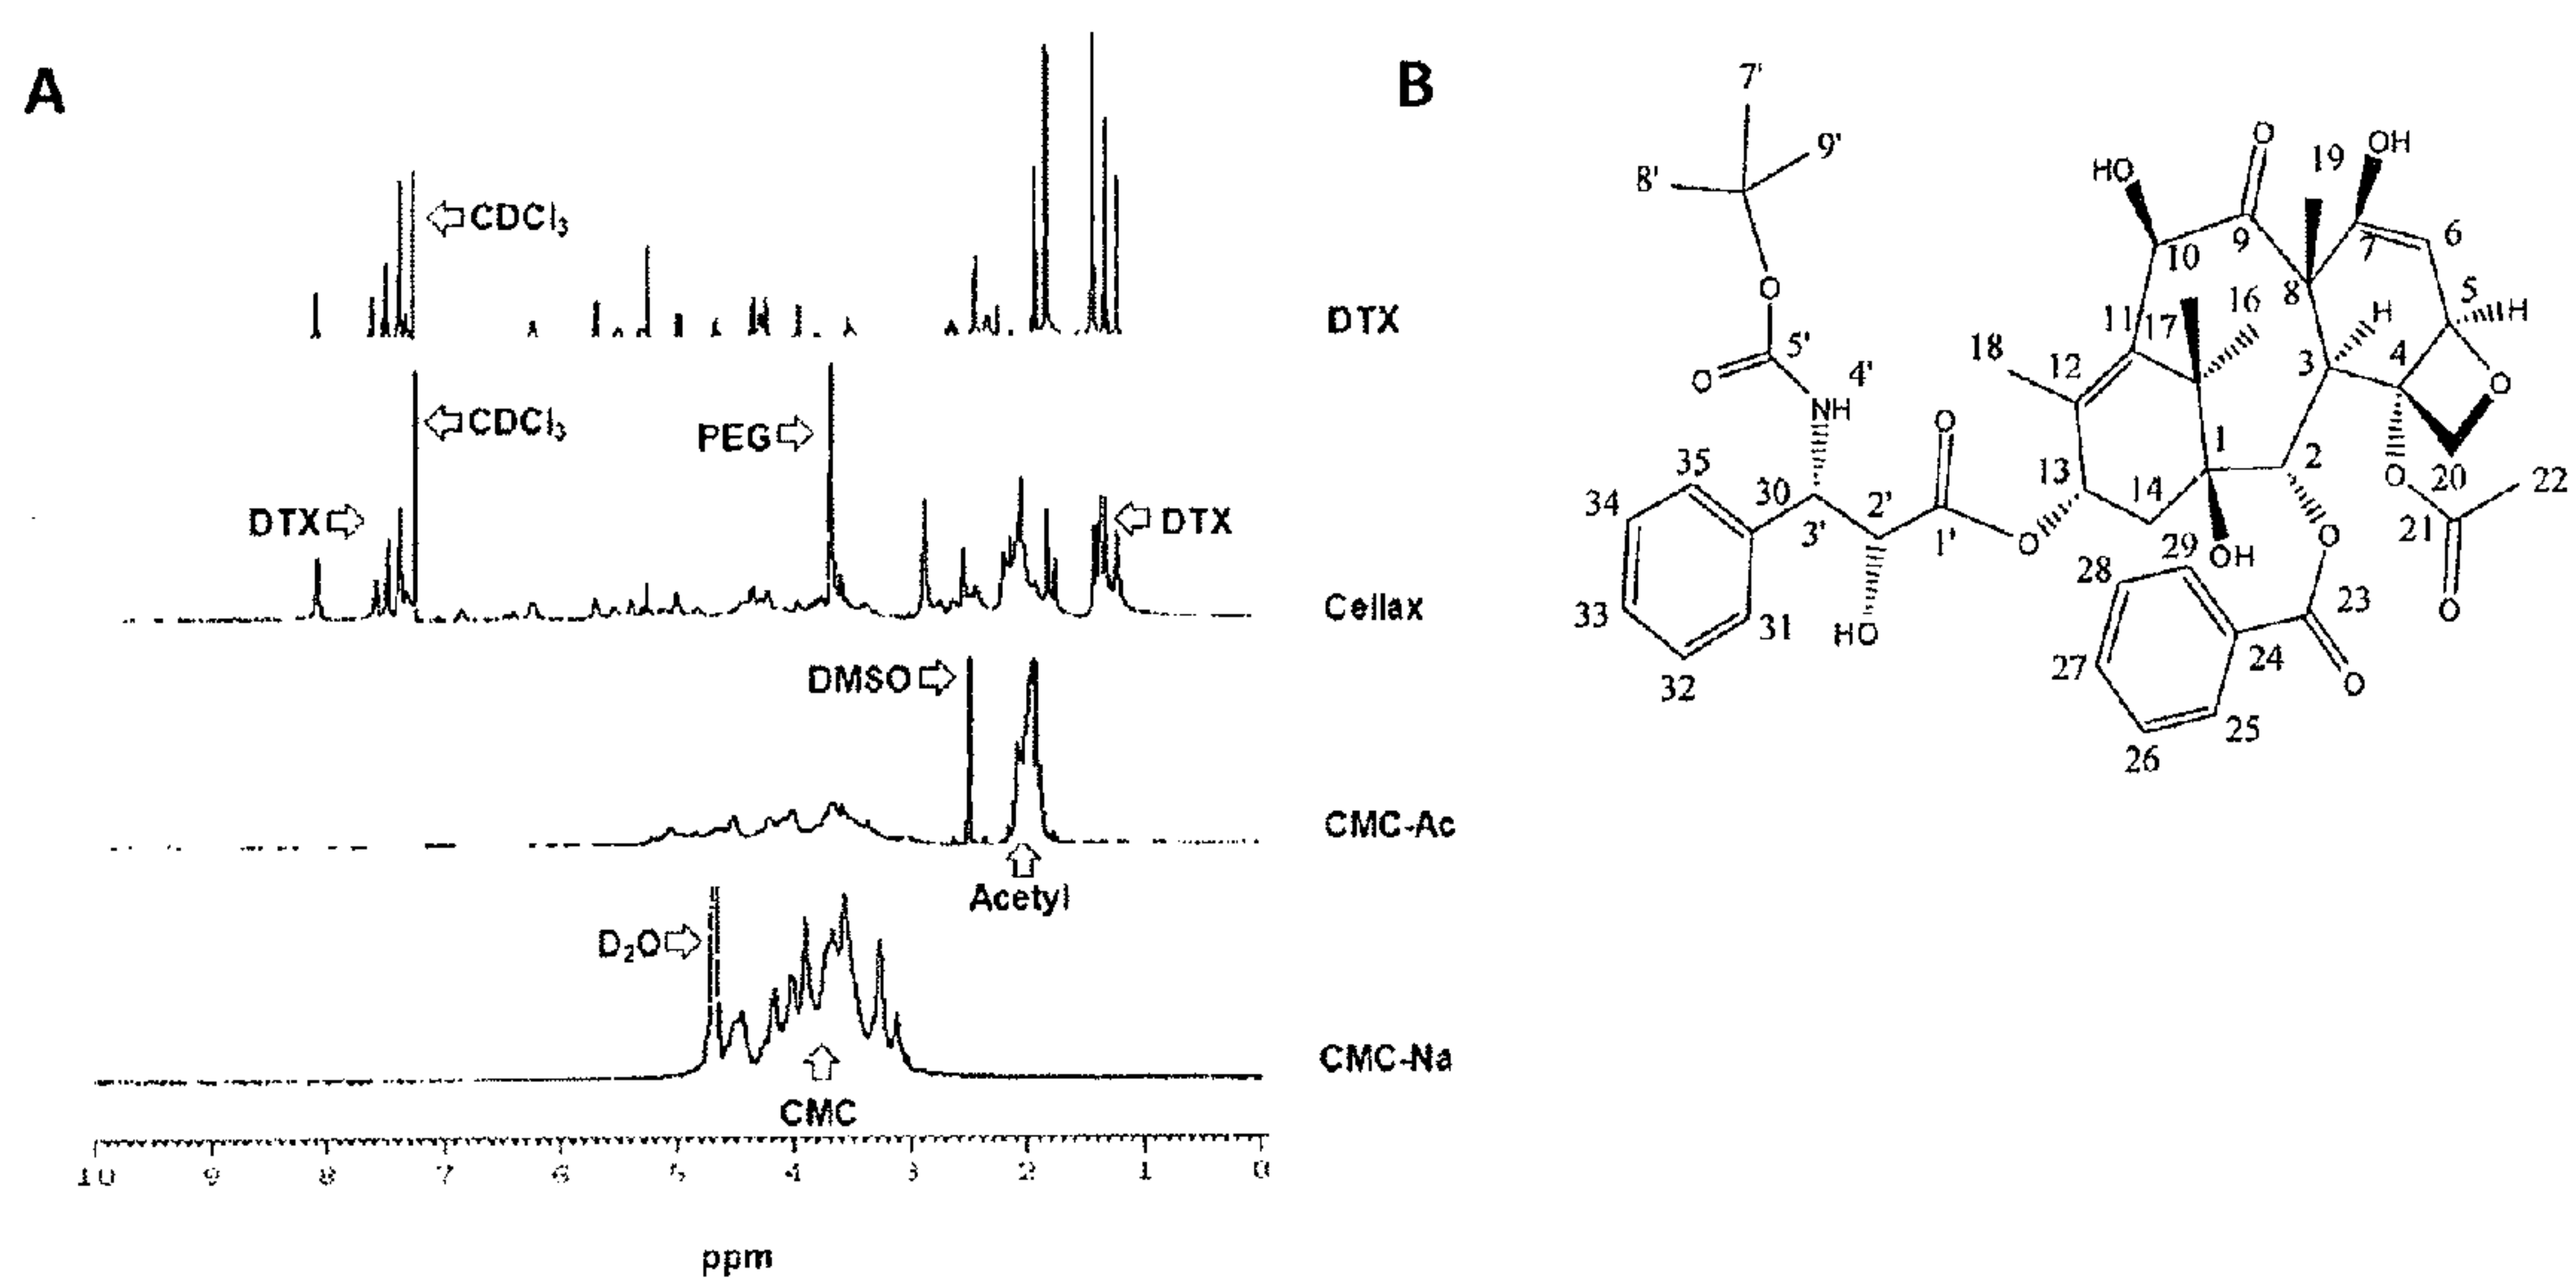 A
CDCl3
DTX
CDCl3
PEG
DTX
DTX
Cellax
DMSO
CMC-Ac
Acetyl
D2O
CMC-Na
CMC
10 9 8 7 6 5 4 3 2 1 0
ppm
B
7'
9'
8'
O
5'
O
4'
NH
O
35
34
30
2'
3'
1'
O
33
31
32
HO
HO
O
19
OH
10
9
7
6
8
5
H
11
17
16
H
18
12
3
4
O
1
2
13
14
O
20
22
29
OH
O
21
28
O
23
27
24
O
25
26